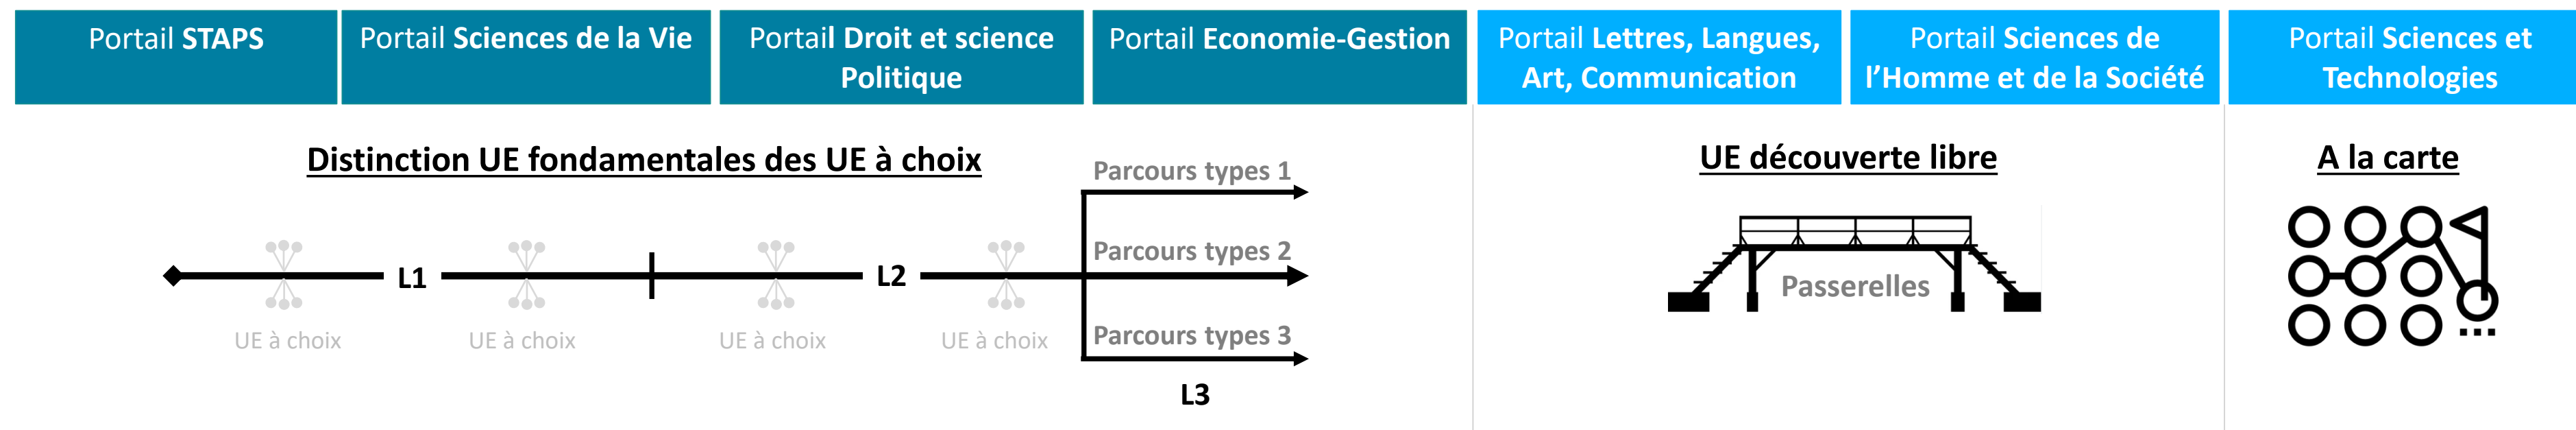 Portail STAPS
Portail Sciences de la Vie
Portail Droit et science
Politique
Portail Economie-Gestion
Portail Lettres, Langues,
Art, Communication
Portail Sciences de
l’Homme et de la Société
Portail Sciences et
Technologies
Distinction UE fondamentales des UE à choix
L1
L2
UE à choix
UE à choix
UE à choix
UE à choix
Parcours types 1
Parcours types 2
Parcours types 3
L3
UE découverte libre
Passerelles
A la carte
...